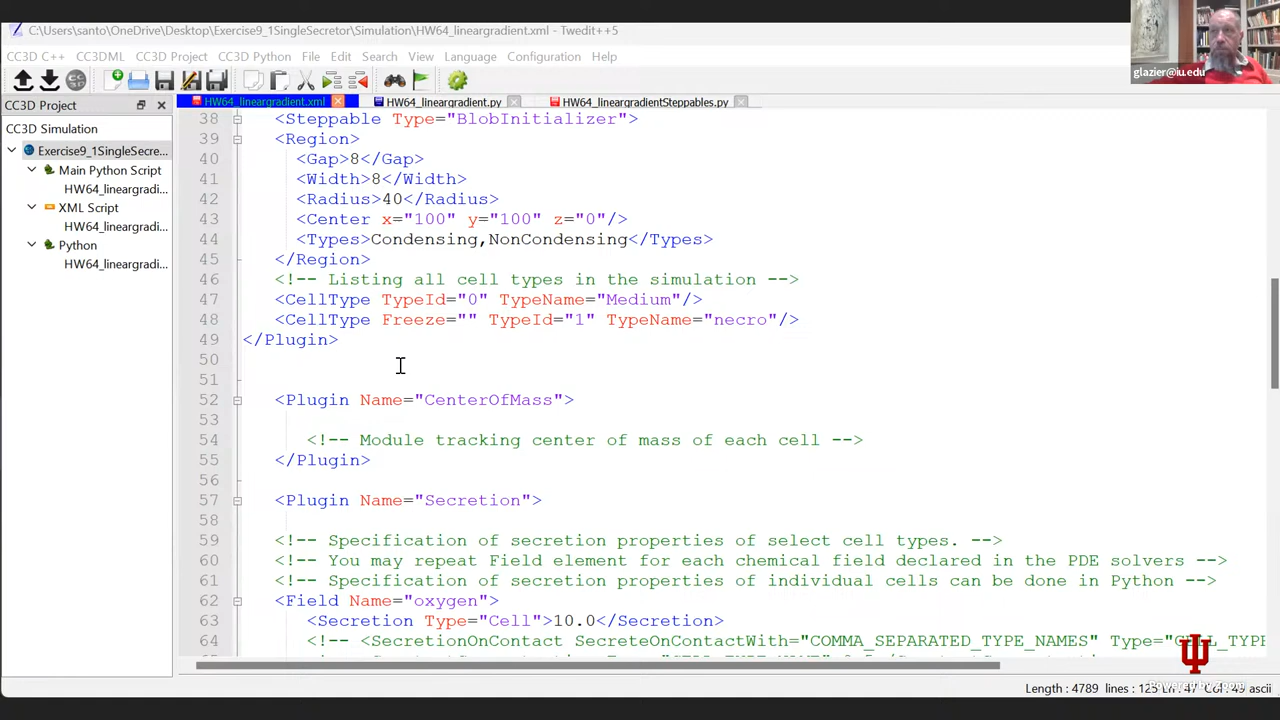 C:\Users\santo\OneDrive\Desktop\Exercise9_1SingleSecretor\Simulation\HW64_lineargradient.xml - Twedit++5
CC3D C++ CC3DML CC3D Project CC3D Python File Edit Search View Language Configuration Help
glazier@iu.edu
CC3D Project
HW64_lineargradient.xml HW64_lineargradient.py HW64_lineargradientSteppables.py
CC3D Simulation
Exercise9_1SingleSecre...
Main Python Script
HW64_lineargradi...
XML Script
HW64_lineargradi...
Python
HW64_lineargradi...
38 <Steppable Type="BlobInitializer">
39 <Region>
40 <Gap>8</Gap>
41 <Width>8</Width>
42 <Radius>40</Radius>
43 <Center x="100" y="100" z="0"/>
44 <Types>Condensing,NonCondensing</Types>
45 </Region>
46 <!-- Listing all cell types in the simulation -->
47 <CellType TypeId="0" TypeName="Medium"/>
48 <CellType Freeze="" TypeId="1" TypeName="necro"/>
49 </Plugin>
50
51
52 <Plugin Name="CenterOfMass">
53
54 <!-- Module tracking center of mass of each cell -->
55 </Plugin>
56
57 <Plugin Name="Secretion">
58
59 <!-- Specification of secretion properties of select cell types. -->
60 <!-- You may repeat Field element for each chemical field declared in the PDE solvers -->
61 <!-- Specification of secretion properties of individual cells can be done in Python -->
62 <Field Name="oxygen">
63 <Secretion Type="Cell">10.0</Secretion>
64 <!-- <SecretionOnContact SecreteOnContactWith="COMMA_SEPARATED_TYPE_NAMES" Type="CELL_TYPE
Powered by Zoom
Length : 4789 lines : 125 Ln : 47 Col : 49 ascii